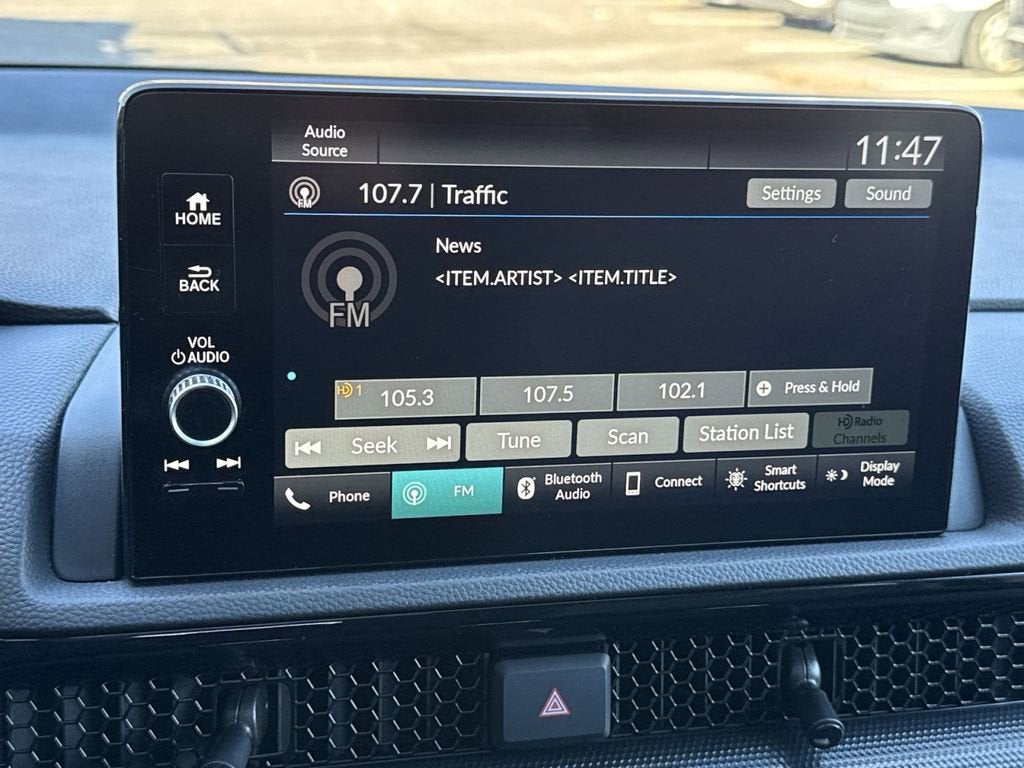 Audio
Source
11:47
FM
107.7 | Traffic
Settings
Sound
HOME
BACK
VOL
AUDIO
News
<ITEM.ARTIST> <ITEM.TITLE>
FM
HD 1
105.3
107.5
102.1
Press & Hold
Seek
Tune
Scan
Station List
HD Radio
Channels
Phone
FM
Bluetooth
Audio
Connect
Smart
Shortcuts
Display
Mode